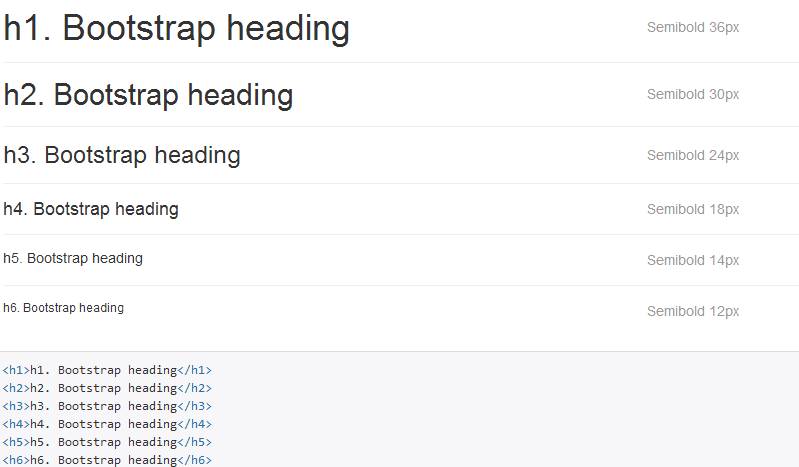 h1. Bootstrap heading Semibold 36px
h2. Bootstrap heading Semibold 30px
h3. Bootstrap heading Semibold 24px
h4. Bootstrap heading Semibold 18px
h5. Bootstrap heading Semibold 14px
h6. Bootstrap heading Semibold 12px
<h1>h1. Bootstrap heading</h1>
<h2>h2. Bootstrap heading</h2>
<h3>h3. Bootstrap heading</h3>
<h4>h4. Bootstrap heading</h4>
<h5>h5. Bootstrap heading</h5>
<h6>h6. Bootstrap heading</h6>